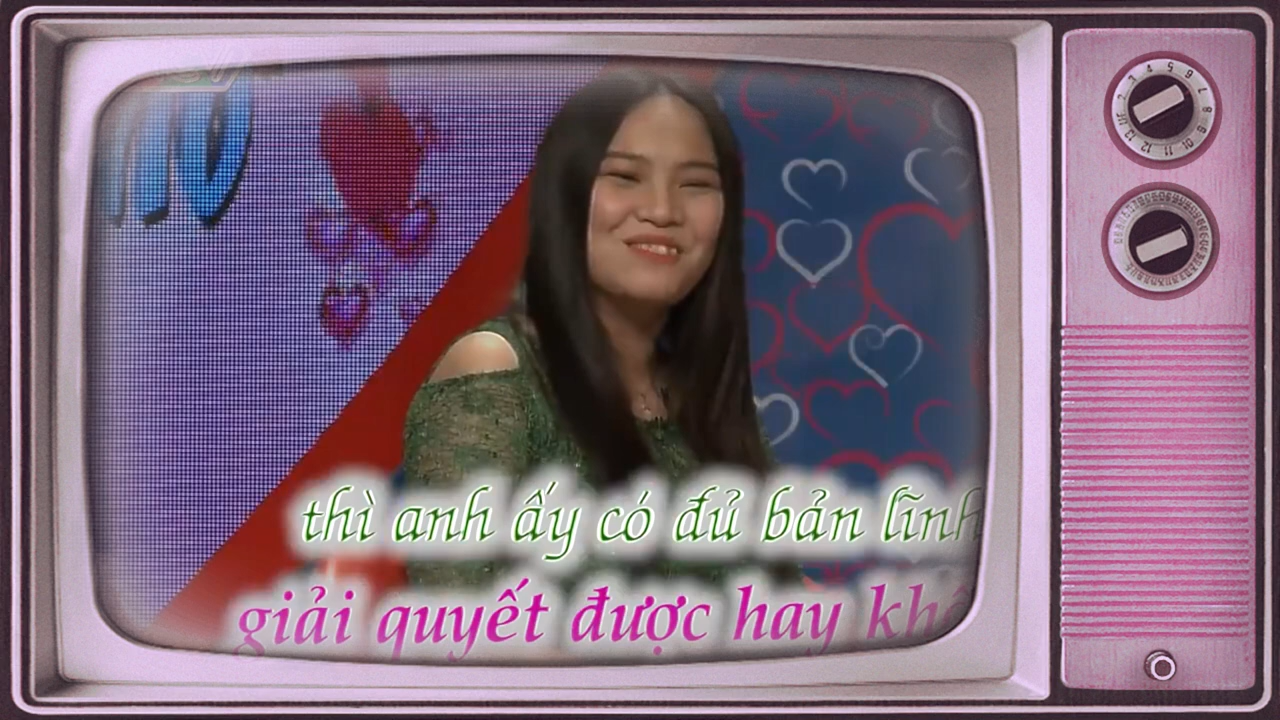 thì anh ấy có đủ bản lĩnh
giải quyết được hay